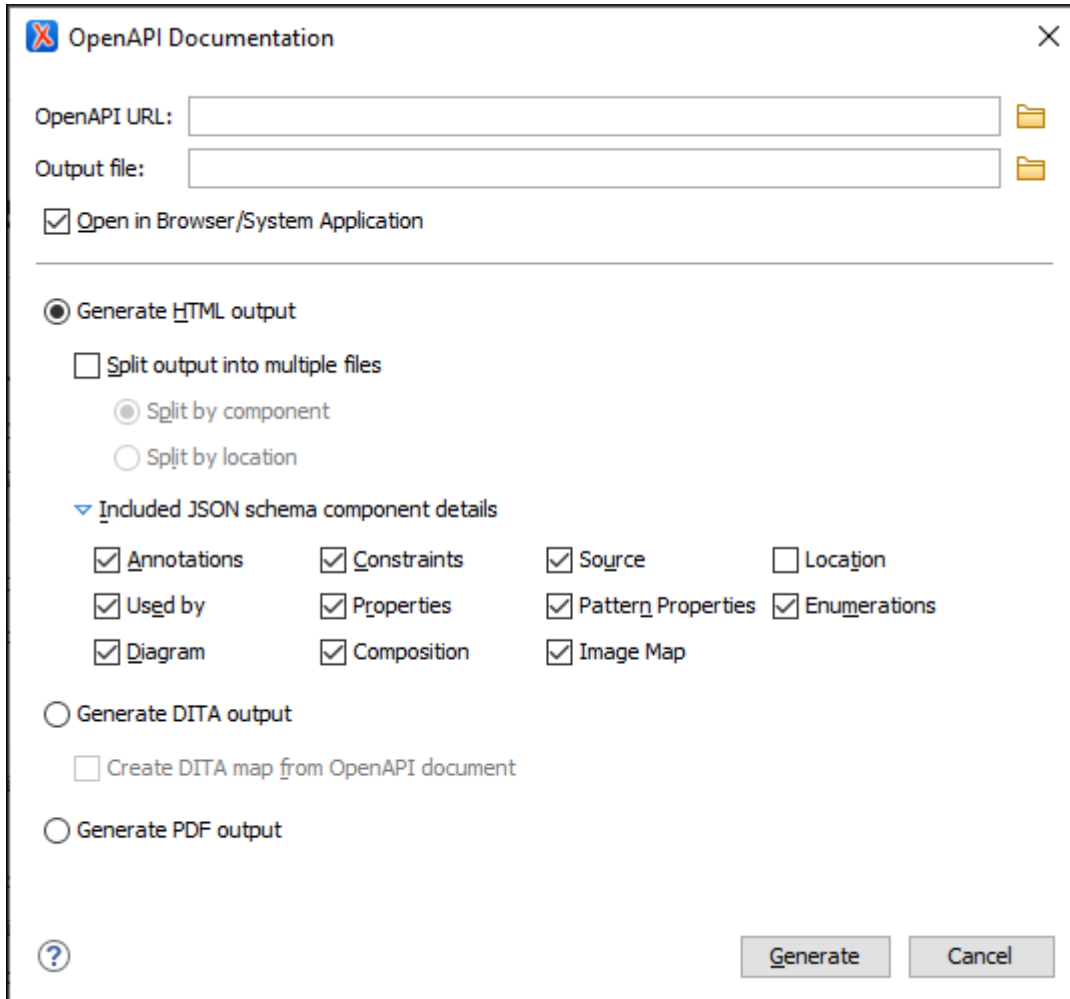 OpenAPI Documentation
OpenAPI URL:
Output file:
Open in Browser/System Application
Generate HTML output
Split output into multiple files
Split by component
Split by location
Included JSON schema component details
Annotations Constraints Source Location
Used by Properties Pattern Properties Enumerations
Diagram Composition Image Map
Generate DITA output
Create DITA map from OpenAPI document
Generate PDF output
? Generate Cancel